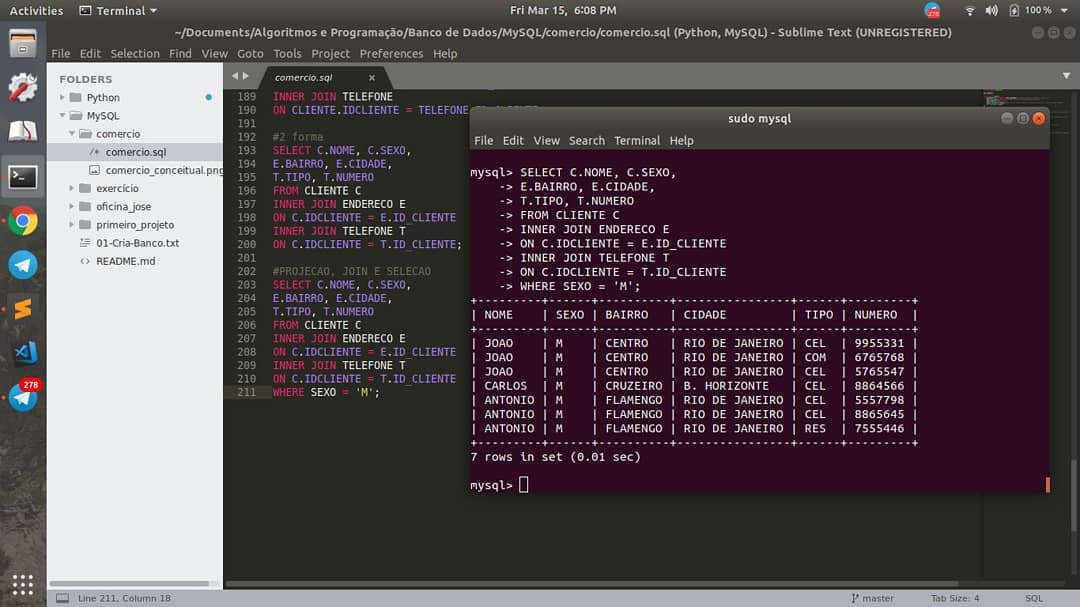 Activities Terminal Fri Mar 15, 6:08 PM 278 100 %
~/Documents/Algoritmos e Programação/Banco de Dados/MySQL/comercio/comercio.sql (Python, MySQL) - Sublime Text (UNREGISTERED)
File Edit Selection Find View Goto Tools Project Preferences Help
FOLDERS
Python
MySQL
comercio
comercio.sql
comercio_conceitual.png
exercício
oficina_jose
primeiro_projeto
01-Cria-Banco.txt
README.md
278
comercio.sql x
189 INNER JOIN TELEFONE
190 ON CLIENTE.IDCLIENTE = TELEFONE
191
192 #2 forma
193 SELECT C.NOME, C.SEXO,
194 E.BAIRRO, E.CIDADE,
195 T.TIPO, T.NUMERO
196 FROM CLIENTE C
197 INNER JOIN ENDERECO E
198 ON C.IDCLIENTE = E.ID_CLIENTE
199 INNER JOIN TELEFONE T
200 ON C.IDCLIENTE = T.ID_CLIENTE;
201
202 #PROJECAO, JOIN E SELECAO
203 SELECT C.NOME, C.SEXO,
204 E.BAIRRO, E.CIDADE,
205 T.TIPO, T.NUMERO
206 FROM CLIENTE C
207 INNER JOIN ENDERECO E
208 ON C.IDCLIENTE = E.ID_CLIENTE
209 INNER JOIN TELEFONE T
210 ON C.IDCLIENTE = T.ID_CLIENTE
211 WHERE SEXO = 'M';
sudo mysql
File Edit View Search Terminal Help
mysql> SELECT C.NOME, C.SEXO,
-> E.BAIRRO, E.CIDADE,
-> T.TIPO, T.NUMERO
-> FROM CLIENTE C
-> INNER JOIN ENDERECO E
-> ON C.IDCLIENTE = E.ID_CLIENTE
-> INNER JOIN TELEFONE T
-> ON C.IDCLIENTE = T.ID_CLIENTE
-> WHERE SEXO = 'M';
+---------+------+----------+----------------+------+---------+
| NOME | SEXO | BAIRRO | CIDADE | TIPO | NUMERO |
+---------+------+----------+----------------+------+---------+
| JOAO | M | CENTRO | RIO DE JANEIRO | CEL | 9955331 |
| JOAO | M | CENTRO | RIO DE JANEIRO | COM | 6765768 |
| JOAO | M | CENTRO | RIO DE JANEIRO | CEL | 5765547 |
| CARLOS | M | CRUZEIRO | B. HORIZONTE | CEL | 8864566 |
| ANTONIO | M | FLAMENGO | RIO DE JANEIRO | CEL | 5557798 |
| ANTONIO | M | FLAMENGO | RIO DE JANEIRO | CEL | 8865645 |
| ANTONIO | M | FLAMENGO | RIO DE JANEIRO | RES | 7555446 |
+---------+------+----------+----------------+------+---------+
7 rows in set (0.01 sec)
mysql>
Line 211, Column 18 master Tab Size: 4 SQL